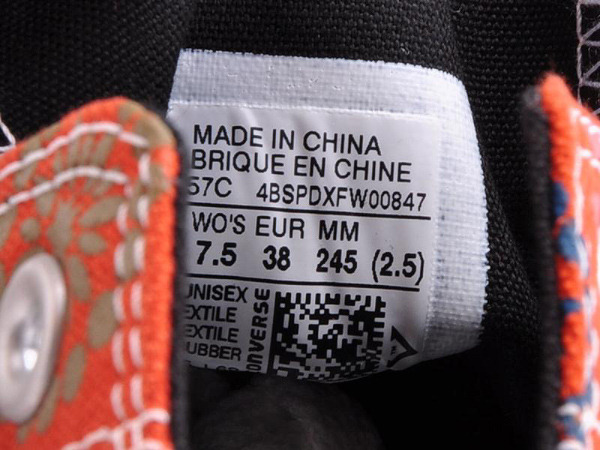 MADE IN CHINA
BRIQUE EN CHINE
57C 4BSPDXFW00847
WO'S EUR MM
7.5 38 245 (2.5)
UNISEX
EXTILE
EXTILE
UBBER
CONVERSE